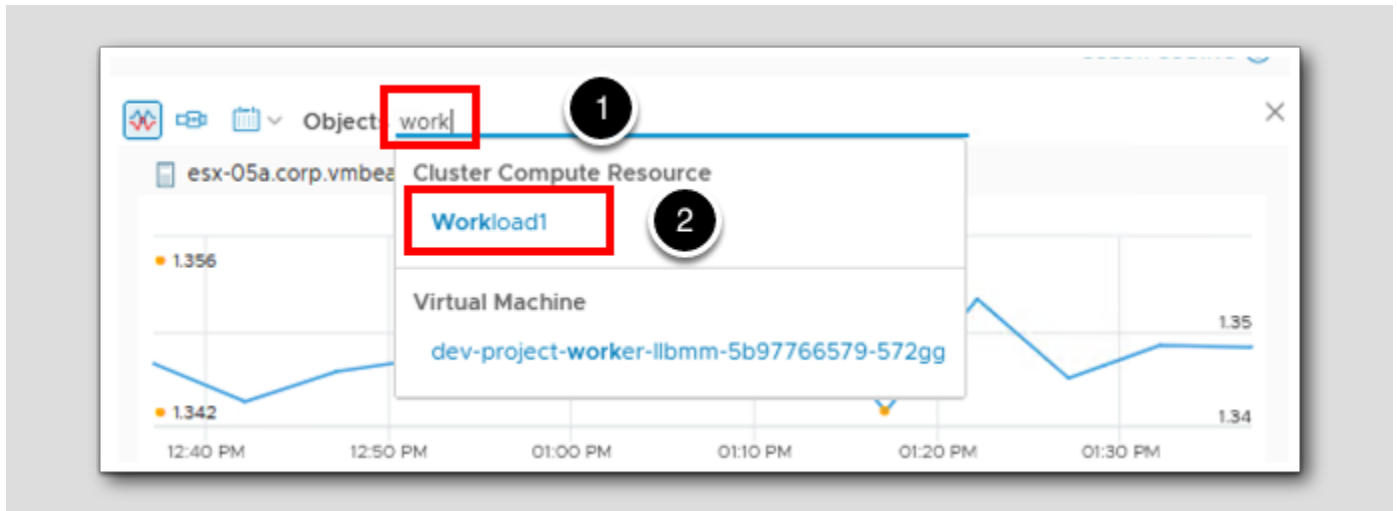 Objects work
1
esx-05a.corp.vmbea
Cluster Compute Resource
Workload1
2
1.356
Virtual Machine
1.35
dev-project-worker-llbmm-5b97766579-572gg
1.342
1.34
12:40 PM 12:50 PM 01:00 PM 01:10 PM 01:20 PM 01:30 PM